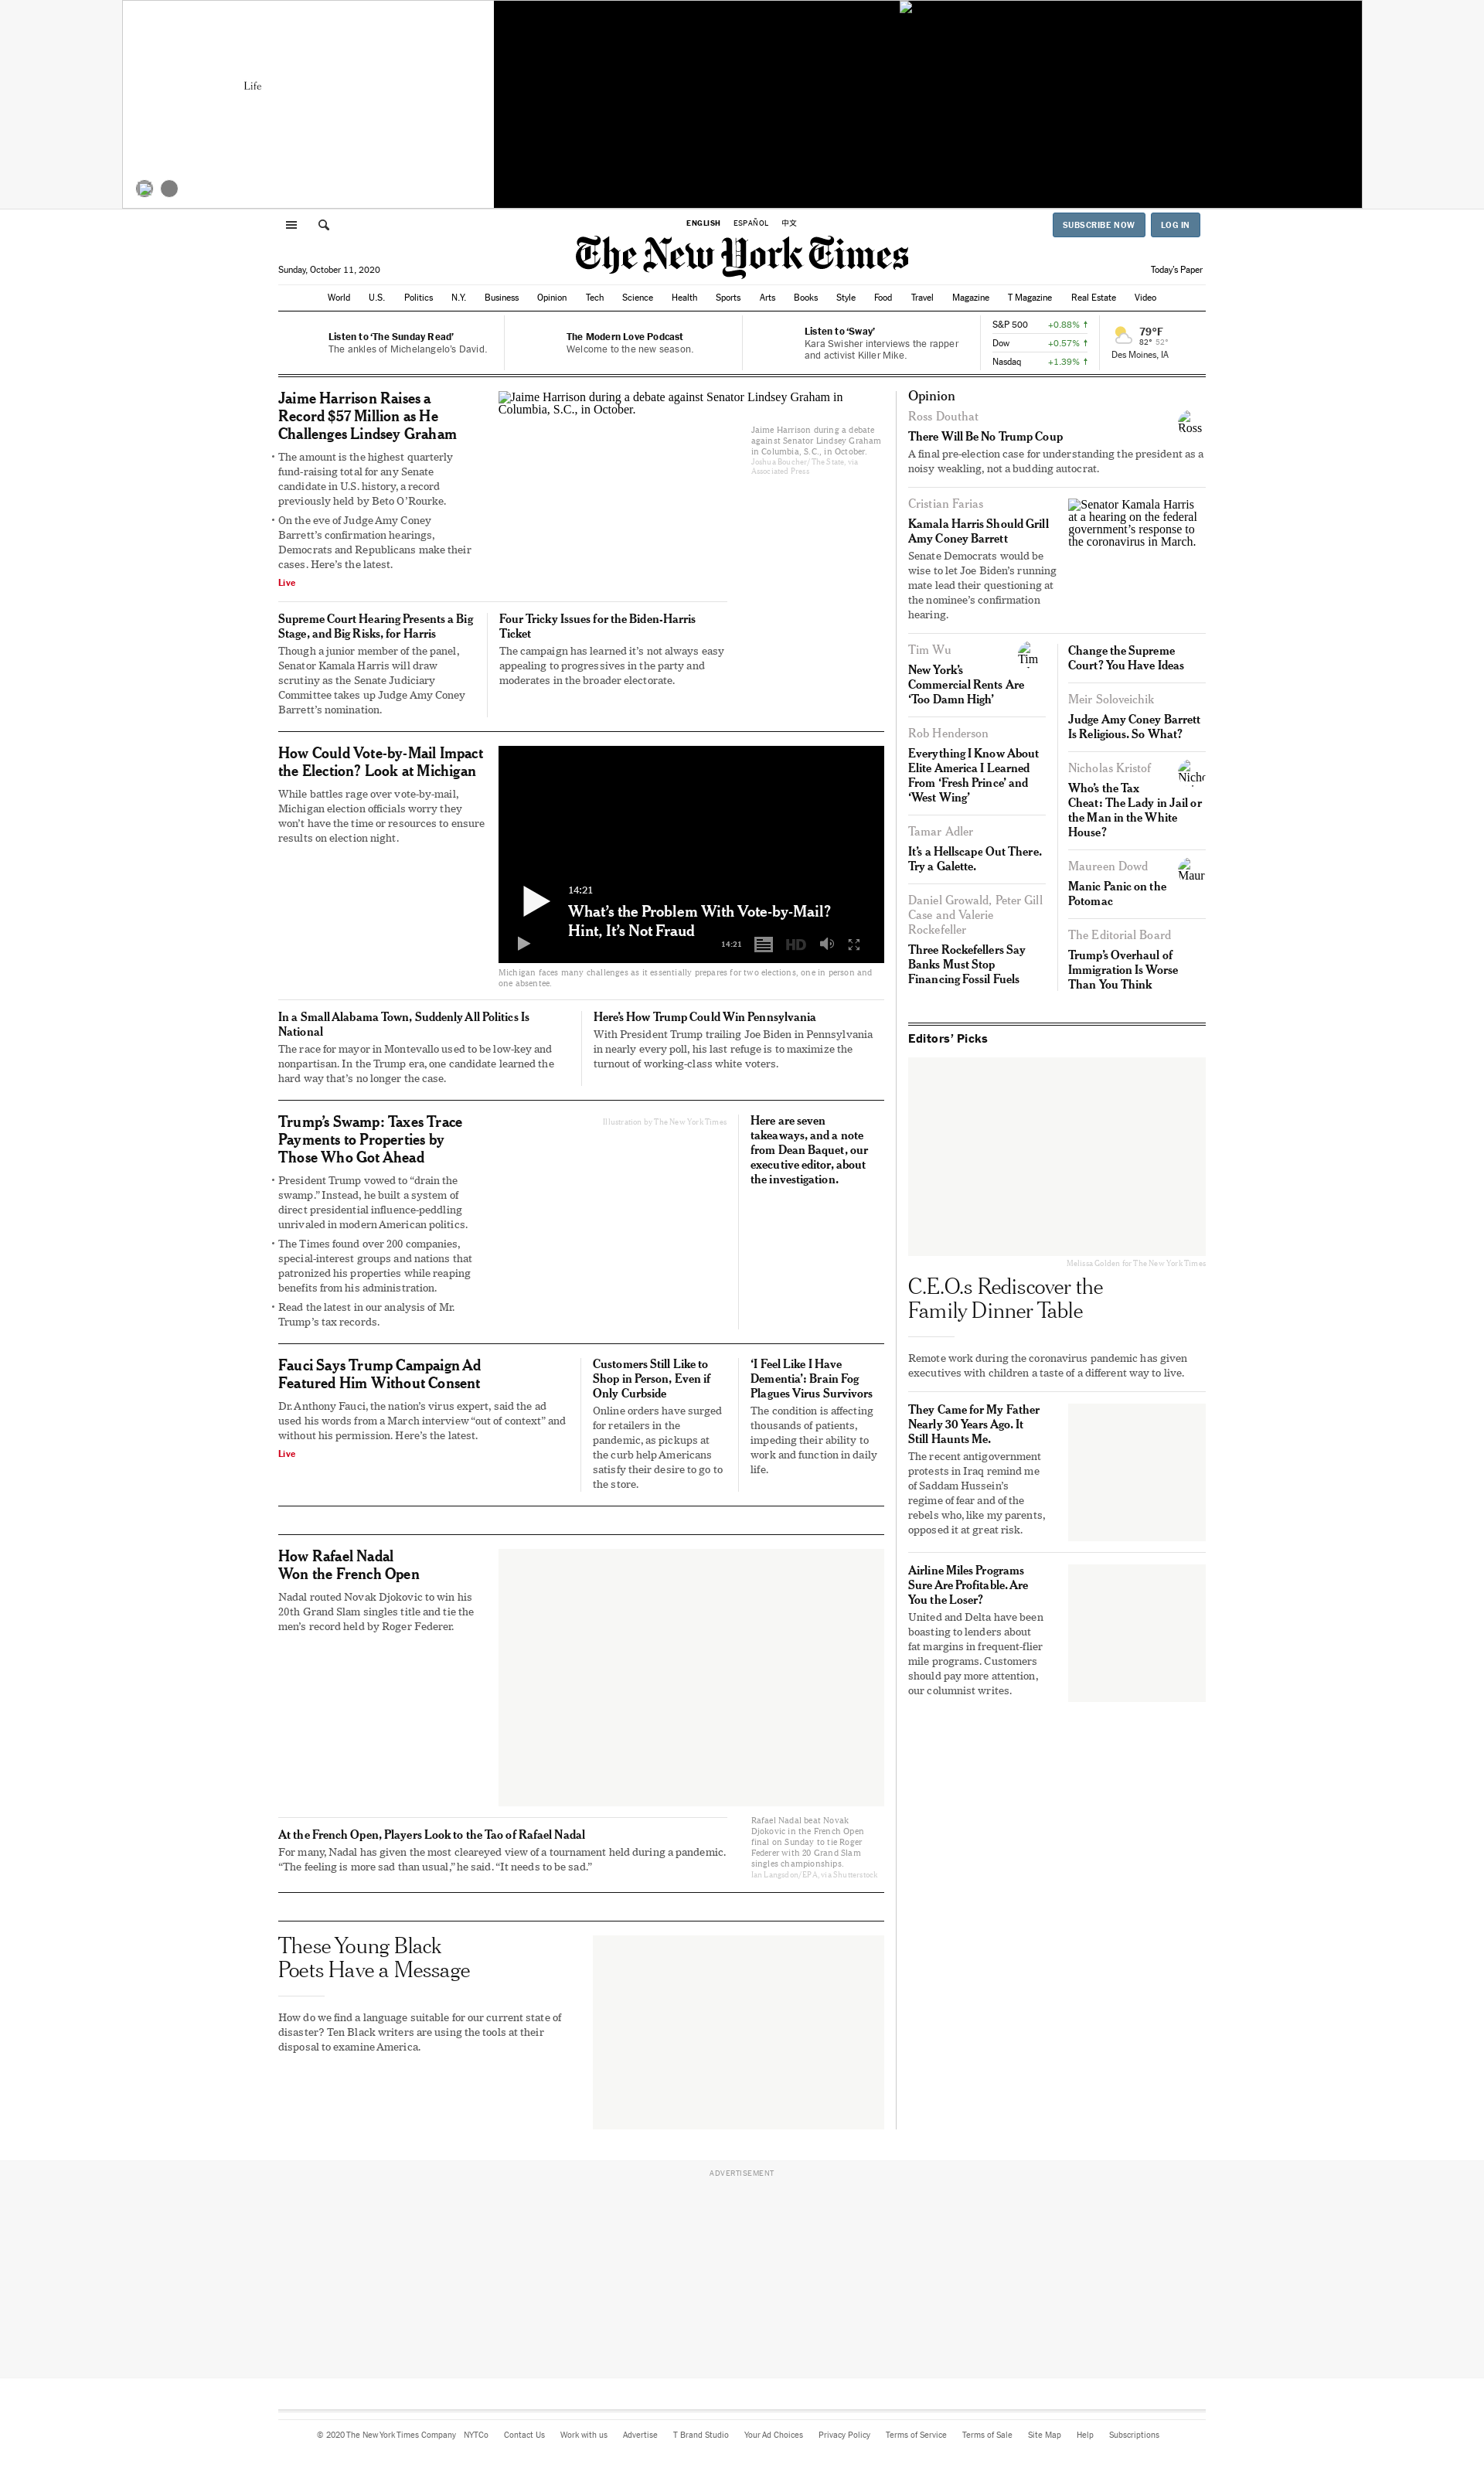 Life
ENGLISH
ESPAÑOL
中文
SUBSCRIBE NOW
LOG IN
The New York Times
Sunday, October 11, 2020
Today's Paper
World
U.S.
Politics
N.Y.
Business
Opinion
Tech
Science
Health
Sports
Arts
Books
Style
Food
Travel
Magazine
T Magazine
Real Estate
Video
Listen to ‘The Sunday Read’
The ankles of Michelangelo's David.
The Modern Love Podcast
Welcome to the new season.
Listen to ‘Sway’
Kara Swisher interviews the rapper
and activist Killer Mike.
S&P 500 +0.88% ↑
Dow +0.57% ↑
Nasdaq +1.39% ↑
79°F
82° 52°
Des Moines, IA
Jaime Harrison Raises a
Record $57 Million as He
Challenges Lindsey Graham
• The amount is the highest quarterly
fund-raising total for any Senate
candidate in U.S. history, a record
previously held by Beto O’Rourke.
• On the eve of Judge Amy Coney
Barrett’s confirmation hearings,
Democrats and Republicans make their
cases. Here’s the latest.
Live
Jaime Harrison during a debate against Senator Lindsey Graham in
Columbia, S.C., in October.
Jaime Harrison during a debate
against Senator Lindsey Graham
in Columbia, S.C., in October.
Joshua Boucher/The State, via
Associated Press
Supreme Court Hearing Presents a Big
Stage, and Big Risks, for Harris
Though a junior member of the panel,
Senator Kamala Harris will draw
scrutiny as the Senate Judiciary
Committee takes up Judge Amy Coney
Barrett’s nomination.
Four Tricky Issues for the Biden-Harris
Ticket
The campaign has learned it’s not always easy
appealing to progressives in the party and
moderates in the broader electorate.
How Could Vote-by-Mail Impact
the Election? Look at Michigan
While battles rage over vote-by-mail,
Michigan election officials worry they
won’t have the time or resources to ensure
results on election night.
14:21
What’s the Problem With Vote-by-Mail?
Hint, It’s Not Fraud
14:21
HD
Michigan faces many challenges as it essentially prepares for two elections, one in person and
one absentee.
In a Small Alabama Town, Suddenly All Politics Is
National
The race for mayor in Montevallo used to be low-key and
nonpartisan. In the Trump era, one candidate learned the
hard way that’s no longer the case.
Here’s How Trump Could Win Pennsylvania
With President Trump trailing Joe Biden in Pennsylvania
in nearly every poll, his last refuge is to maximize the
turnout of working-class white voters.
Trump’s Swamp: Taxes Trace
Payments to Properties by
Those Who Got Ahead
• President Trump vowed to “drain the
swamp.” Instead, he built a system of
direct presidential influence-peddling
unrivaled in modern American politics.
• The Times found over 200 companies,
special-interest groups and nations that
patronized his properties while reaping
benefits from his administration.
• Read the latest in our analysis of Mr.
Trump’s tax records.
Illustration by The New York Times
Here are seven
takeaways, and a note
from Dean Baquet, our
executive editor, about
the investigation.
Fauci Says Trump Campaign Ad
Featured Him Without Consent
Dr. Anthony Fauci, the nation’s virus expert, said the ad
used his words from a March interview “out of context” and
without his permission. Here’s the latest.
Live
Customers Still Like to
Shop in Person, Even if
Only Curbside
Online orders have surged
for retailers in the
pandemic, as pickups at
the curb help Americans
satisfy their desire to go to
the store.
‘I Feel Like I Have
Dementia’: Brain Fog
Plagues Virus Survivors
The condition is affecting
thousands of patients,
impeding their ability to
work and function in daily
life.
How Rafael Nadal
Won the French Open
Nadal routed Novak Djokovic to win his
20th Grand Slam singles title and tie the
men’s record held by Roger Federer.
At the French Open, Players Look to the Tao of Rafael Nadal
For many, Nadal has given the most cleareyed view of a tournament held during a pandemic.
“The feeling is more sad than usual,” he said. “It needs to be sad.”
Rafael Nadal beat Novak
Djokovic in the French Open
final on Sunday to tie Roger
Federer with 20 Grand Slam
singles championships.
Ian Langsdon/EPA, via Shutterstock
These Young Black
Poets Have a Message
How do we find a language suitable for our current state of
disaster? Ten Black writers are using the tools at their
disposal to examine America.
Opinion
Ross Douthat
Ross
There Will Be No Trump Coup
A final pre-election case for understanding the president as a
noisy weakling, not a budding autocrat.
Cristian Farias
Kamala Harris Should Grill
Amy Coney Barrett
Senate Democrats would be
wise to let Joe Biden’s running
mate lead their questioning at
the nominee’s confirmation
hearing.
Senator Kamala Harris
at a hearing on the federal
government’s response to
the coronavirus in March.
Tim Wu
Tim
New York’s
Commercial Rents Are
‘Too Damn High’
Rob Henderson
Everything I Know About
Elite America I Learned
From ‘Fresh Prince’ and
‘West Wing’
Tamar Adler
It’s a Hellscape Out There.
Try a Galette.
Daniel Growald, Peter Gill
Case and Valerie
Rockefeller
Three Rockefellers Say
Banks Must Stop
Financing Fossil Fuels
Change the Supreme
Court? You Have Ideas
Meir Soloveichik
Judge Amy Coney Barrett
Is Religious. So What?
Nicholas Kristof
Who’s the Tax
Cheat: The Lady in Jail or
the Man in the White
House?
Maureen Dowd
Manic Panic on the
Potomac
The Editorial Board
Trump’s Overhaul of
Immigration Is Worse
Than You Think
Editors’ Picks
Melissa Golden for The New York Times
C.E.O.s Rediscover the
Family Dinner Table
Remote work during the coronavirus pandemic has given
executives with children a taste of a different way to live.
They Came for My Father
Nearly 30 Years Ago. It
Still Haunts Me.
The recent antigovernment
protests in Iraq remind me
of Saddam Hussein’s
regime of fear and of the
rebels who, like my parents,
opposed it at great risk.
Airline Miles Programs
Sure Are Profitable. Are
You the Loser?
United and Delta have been
boasting to lenders about
fat margins in frequent-flier
mile programs. Customers
should pay more attention,
our columnist writes.
ADVERTISEMENT
© 2020 The New York Times Company
NYTCo
Contact Us
Work with us
Advertise
T Brand Studio
Your Ad Choices
Privacy Policy
Terms of Service
Terms of Sale
Site Map
Help
Subscriptions